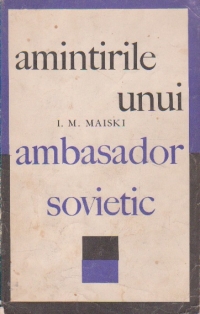 amintirile
unui
I. M. MAISKI
ambasador
sovietic